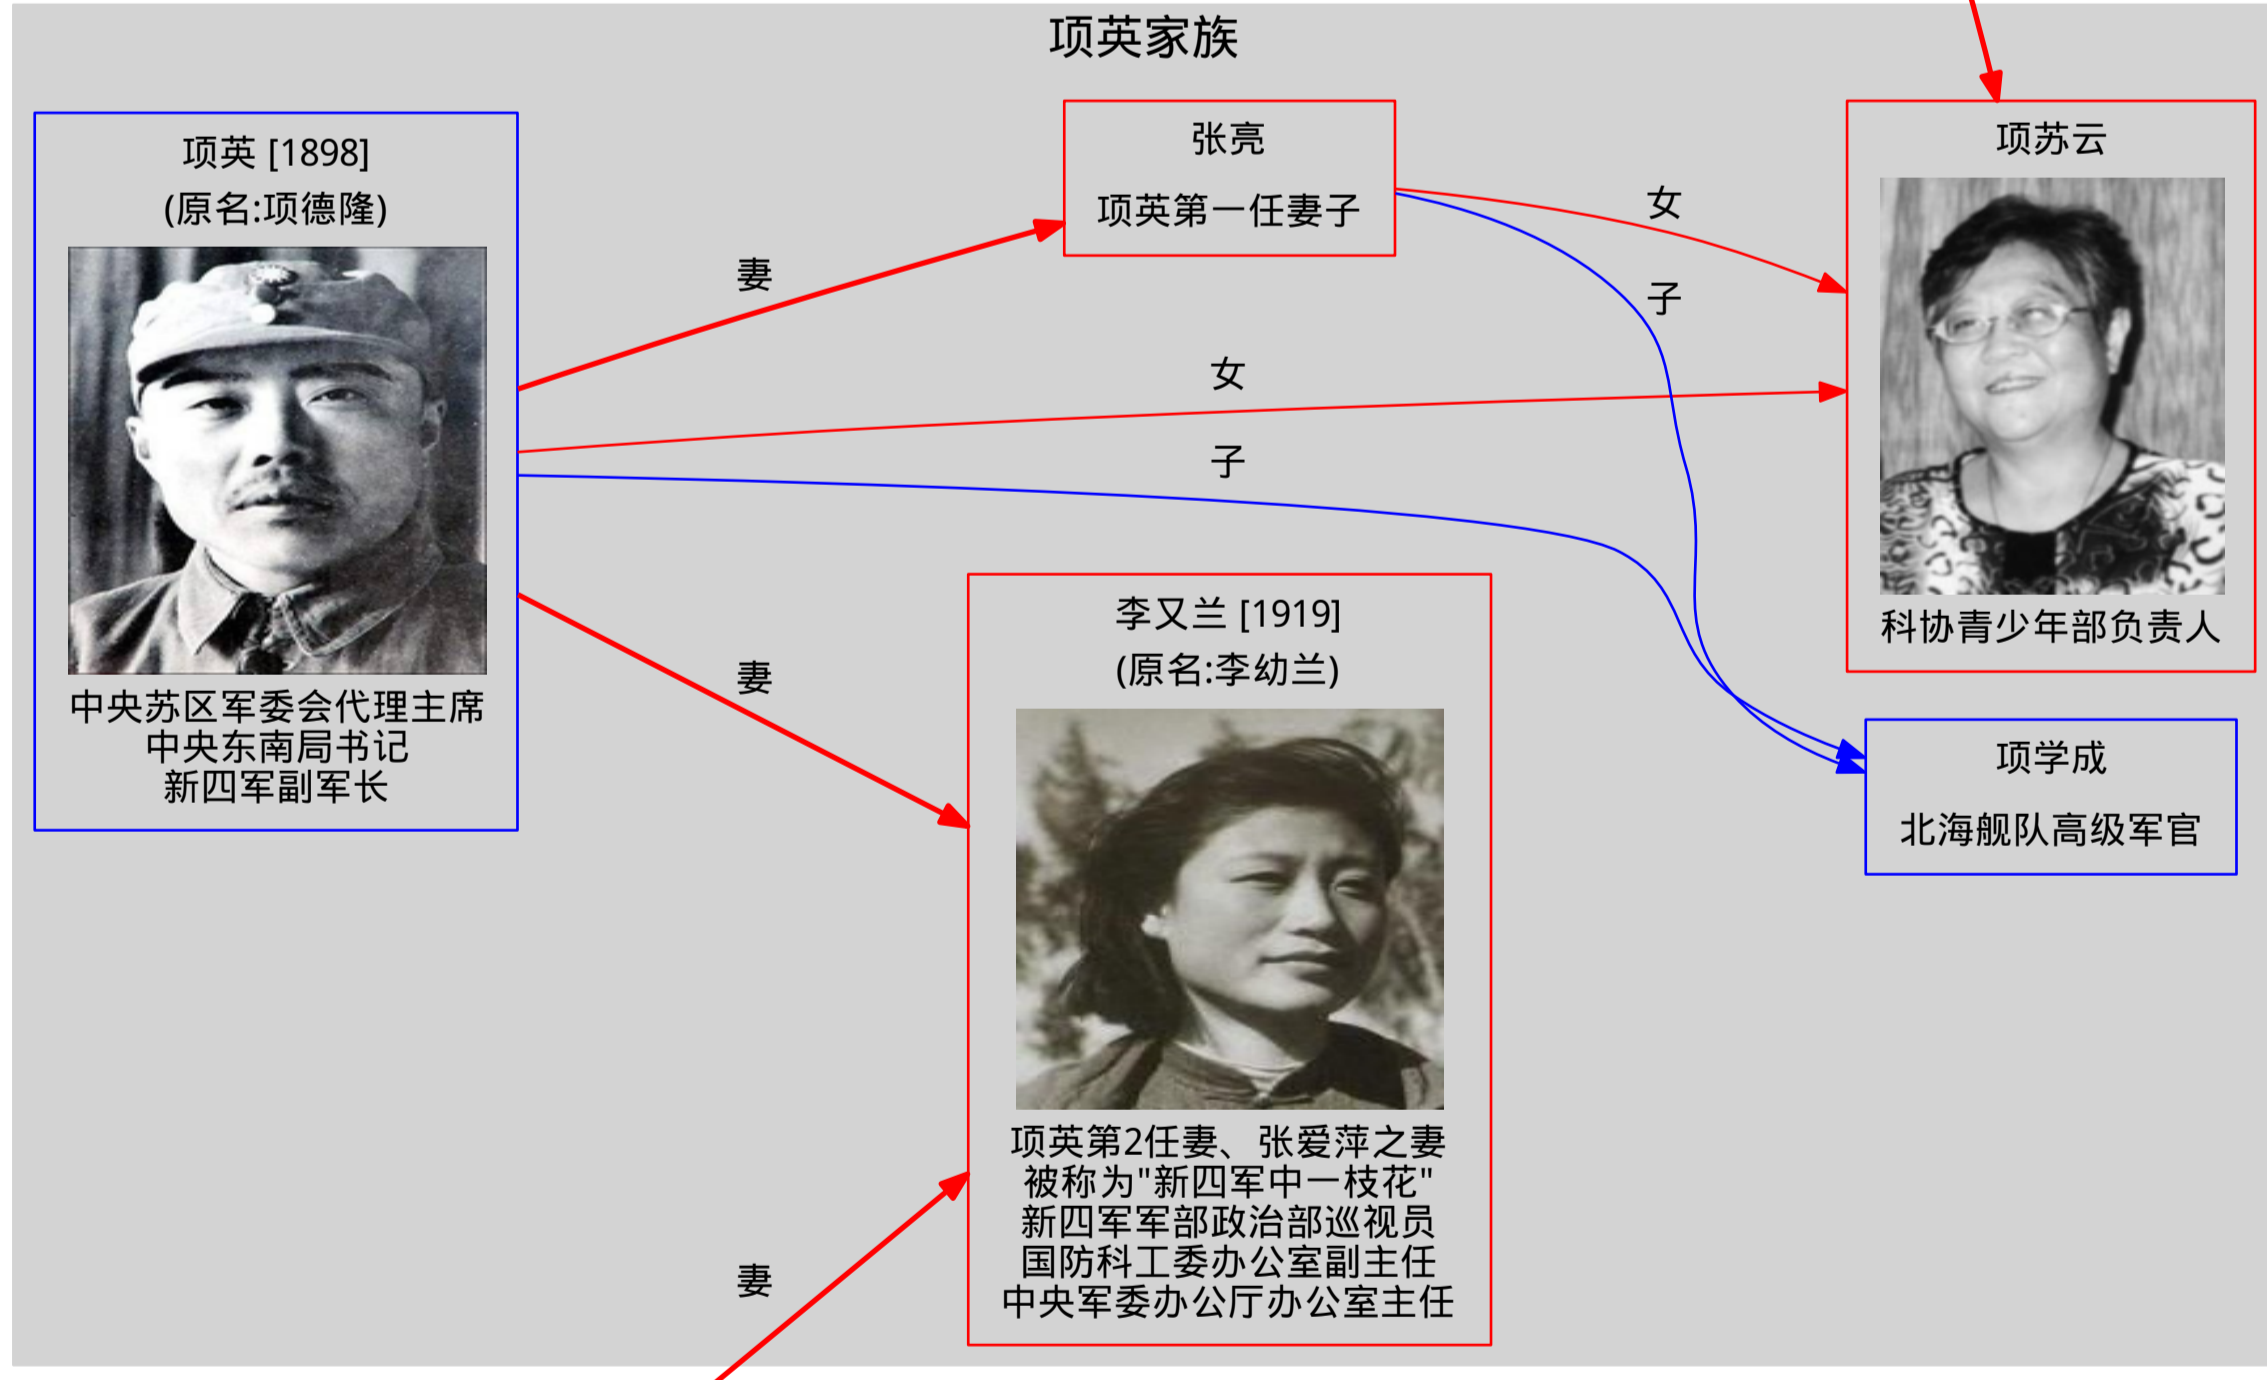 项英家族
项英 [1898]
(原名:项德隆)
中央苏区军委会代理主席
中央东南局书记
新四军副军长
妻
女
子
妻
妻
张亮
项英第一任妻子
女
子
李又兰 [1919]
(原名:李幼兰)
项英第2任妻、张爱萍之妻
被称为"新四军中一枝花"
新四军军部政治部巡视员
国防科工委办公室副主任
中央军委办公厅办公室主任
项苏云
科协青少年部负责人
项学成
北海舰队高级军官